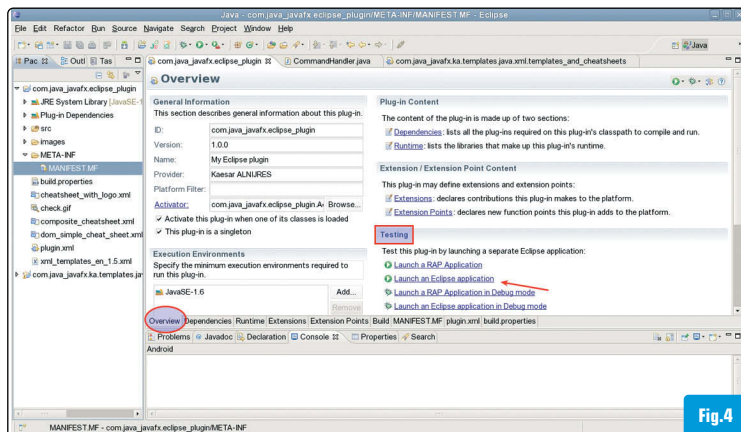 Java - com.java_javafx.eclipse_plugin/META-INF/MANIFEST.MF - Eclipse
File Edit Refactor Run Source Navigate Search Project Window Help
Java
Pac Outl Tas
com.java_javafx.eclipse_plugin
CommandHandler.java
com.javafx.ka.templates.java.xml.templates_and_cheatsheets
com.java_javafx.eclipse_plugin
JRE System Library [JavaSE-1
Plug-in Dependencies
src
images
META-INF
MANIFEST.MF
build.properties
cheatsheet_with_logo.xml
check.gif
composite_cheatsheet.xml
dom_simple_cheat_sheet.xml
plugin.xml
xml_templates_en_1.5.xml
com.javafx.ka.templates.jav
Overview
General Information
This section describes general information about this plug-in.
ID: com.java_javafx.eclipse_plugin
Version: 1.0.0
Name: My Eclipse plugin
Provider: Kaesar ALNIJRES
Platform Filter:
Activator: com.java_javafx.eclipse_plugin.A Browse...
Activate this plug-in when one of its classes is loaded
This plug-in is a singleton
Execution Environments
Specify the minimum execution environments required to
run this plug-in.
JavaSE-1.6
Add...
Remove
Plug-in Content
The content of the plug-in is made up of two sections:
Dependencies: lists all the plug-ins required on this plug-in's classpath to compile and run.
Runtime: lists the libraries that make up this plug-in's runtime.
Extension / Extension Point Content
This plug-in may define extensions and extension points:
Extensions: declares contributions this plug-in makes to the platform.
Extension Points: declares new function points this plug-in adds to the platform.
Testing
Test this plug-in by launching a separate Eclipse application:
Launch a RAP Application
Launch an Eclipse application
Launch a RAP Application in Debug mode
Launch an Eclipse application in Debug mode
Overview Dependencies Runtime Extensions Extension Points Build MANIFEST.MF plugin.xml build.properties
Problems Javadoc Declaration Console Properties Search
Android
MANIFEST.MF - com.java_javafx.eclipse_plugin/META-INF
Fig.4